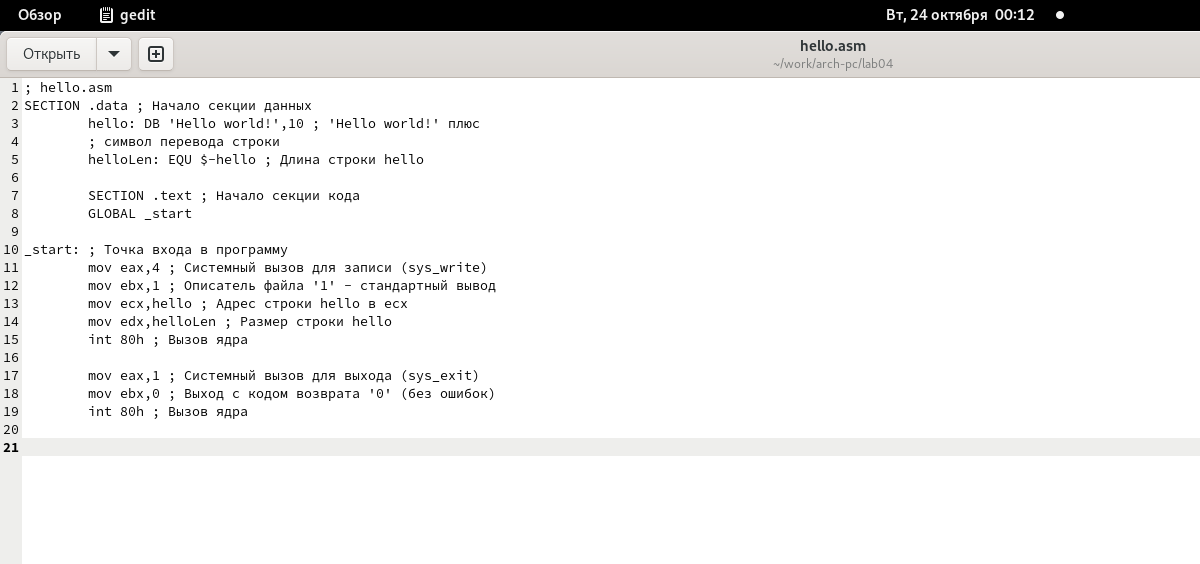 Обзор gedit Вт, 24 октября 00:12
Открыть hello.asm
~/work/arch-pc/lab04
1 ; hello.asm
2 SECTION .data ; Начало секции данных
3 hello: DB 'Hello world!',10 ; 'Hello world!' плюс
4 ; символ перевода строки
5 helloLen: EQU $-hello ; Длина строки hello
6
7 SECTION .text ; Начало секции кода
8 GLOBAL _start
9
10 _start: ; Точка входа в программу
11 mov eax,4 ; Системный вызов для записи (sys_write)
12 mov ebx,1 ; Описатель файла '1' - стандартный вывод
13 mov ecx,hello ; Адрес строки hello в ecx
14 mov edx,helloLen ; Размер строки hello
15 int 80h ; Вызов ядра
16
17 mov eax,1 ; Системный вызов для выхода (sys_exit)
18 mov ebx,0 ; Выход с кодом возврата '0' (без ошибок)
19 int 80h ; Вызов ядра
20
21